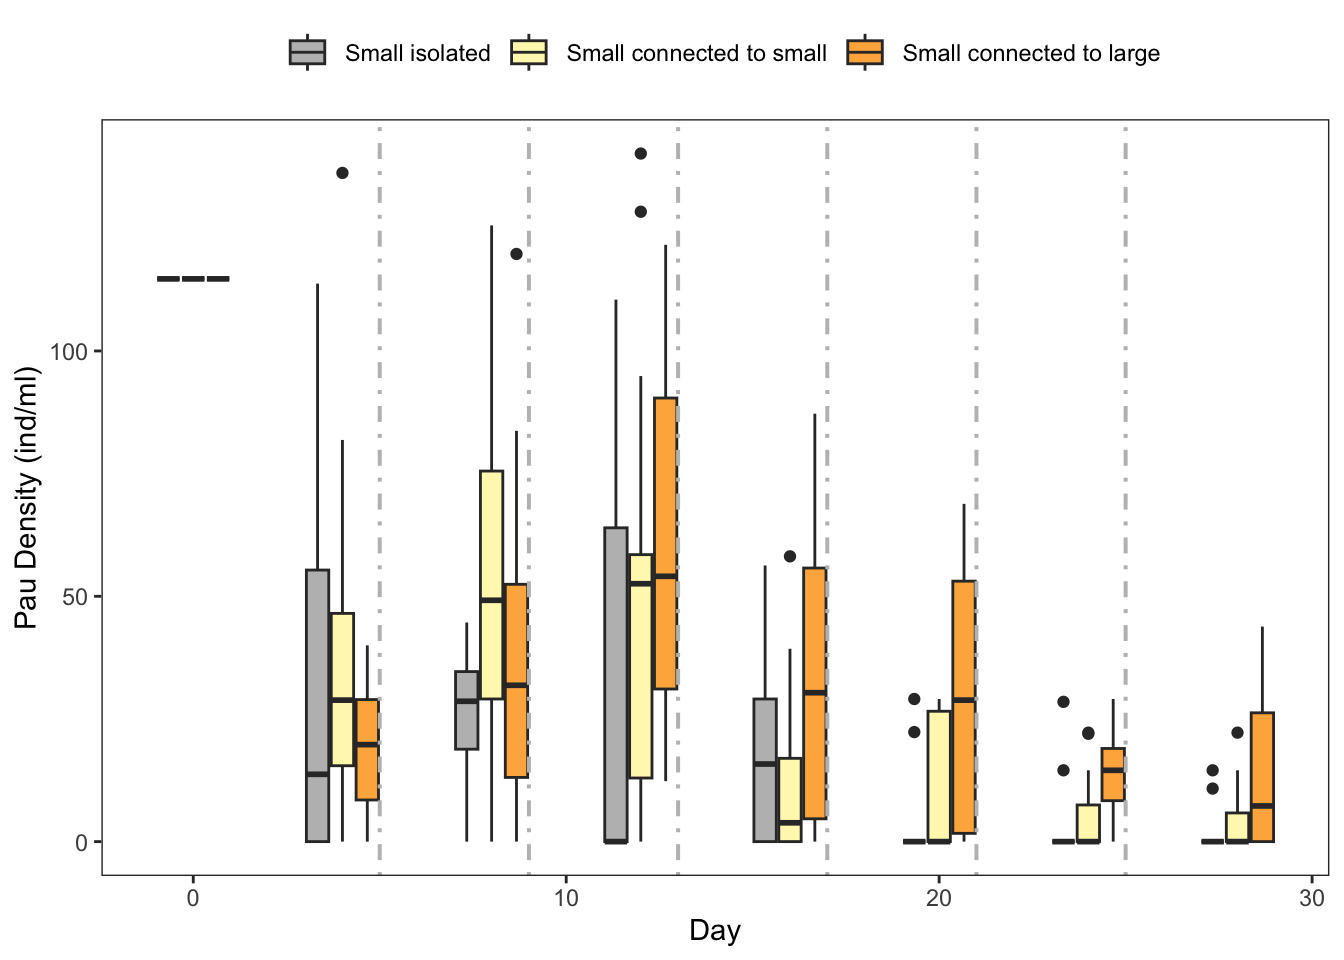 Small isolated Small connected to small Small connected to large
Pau Density (ind/ml)
100
50
0
0 10 20 30
Day